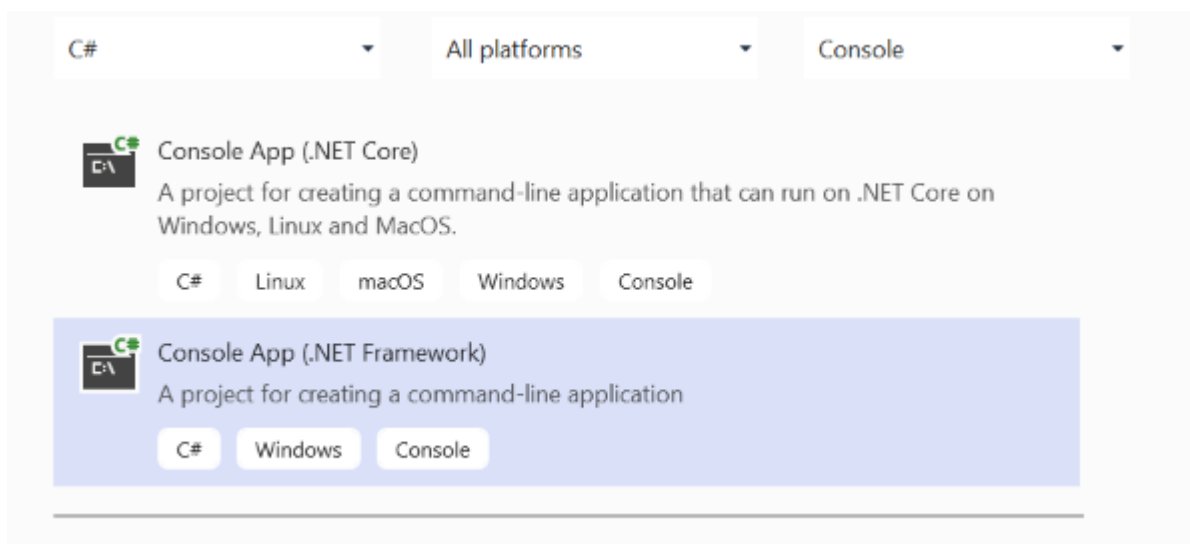 C# All platforms Console
C#
C:\
Console App (.NET Core)
A project for creating a command-line application that can run on .NET Core on
Windows, Linux and MacOS.
C# Linux macOS Windows Console
C#
C:\
Console App (.NET Framework)
A project for creating a command-line application
C# Windows Console